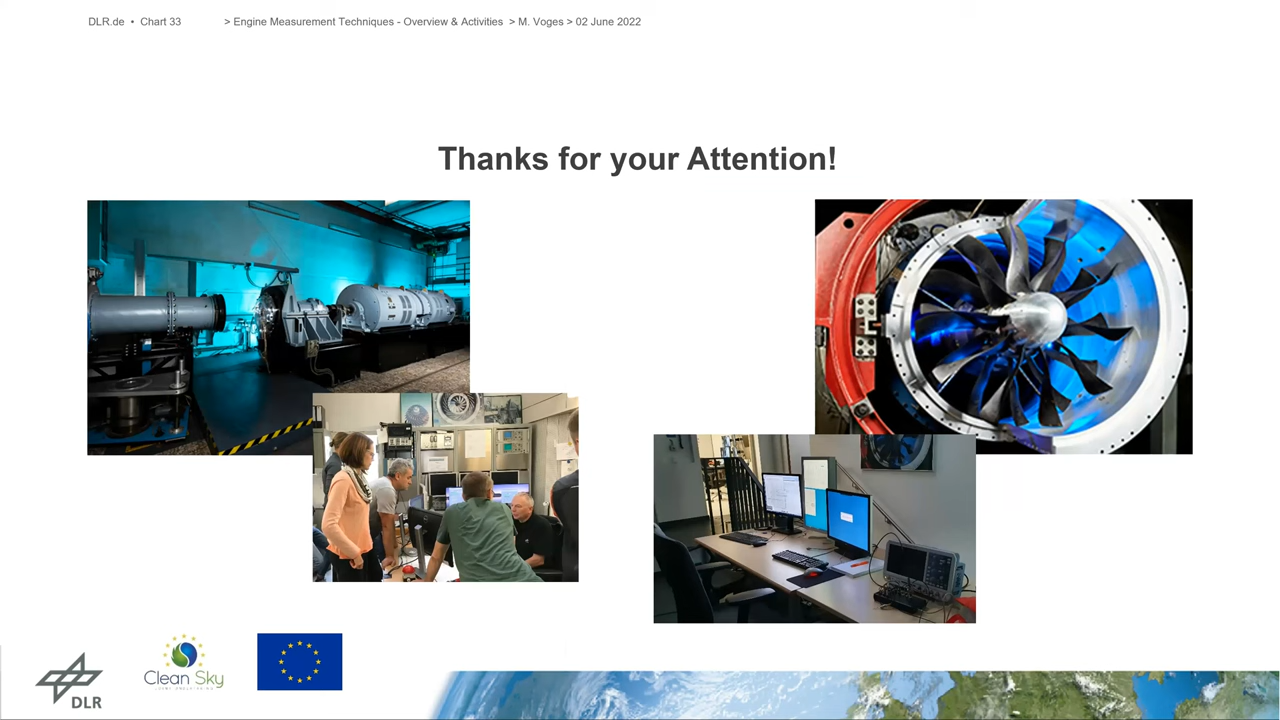 DLR.de • Chart 33 > Engine Measurement Techniques - Overview & Activities > M. Voges > 02 June 2022
Thanks for your Attention!
DLR
Clean Sky